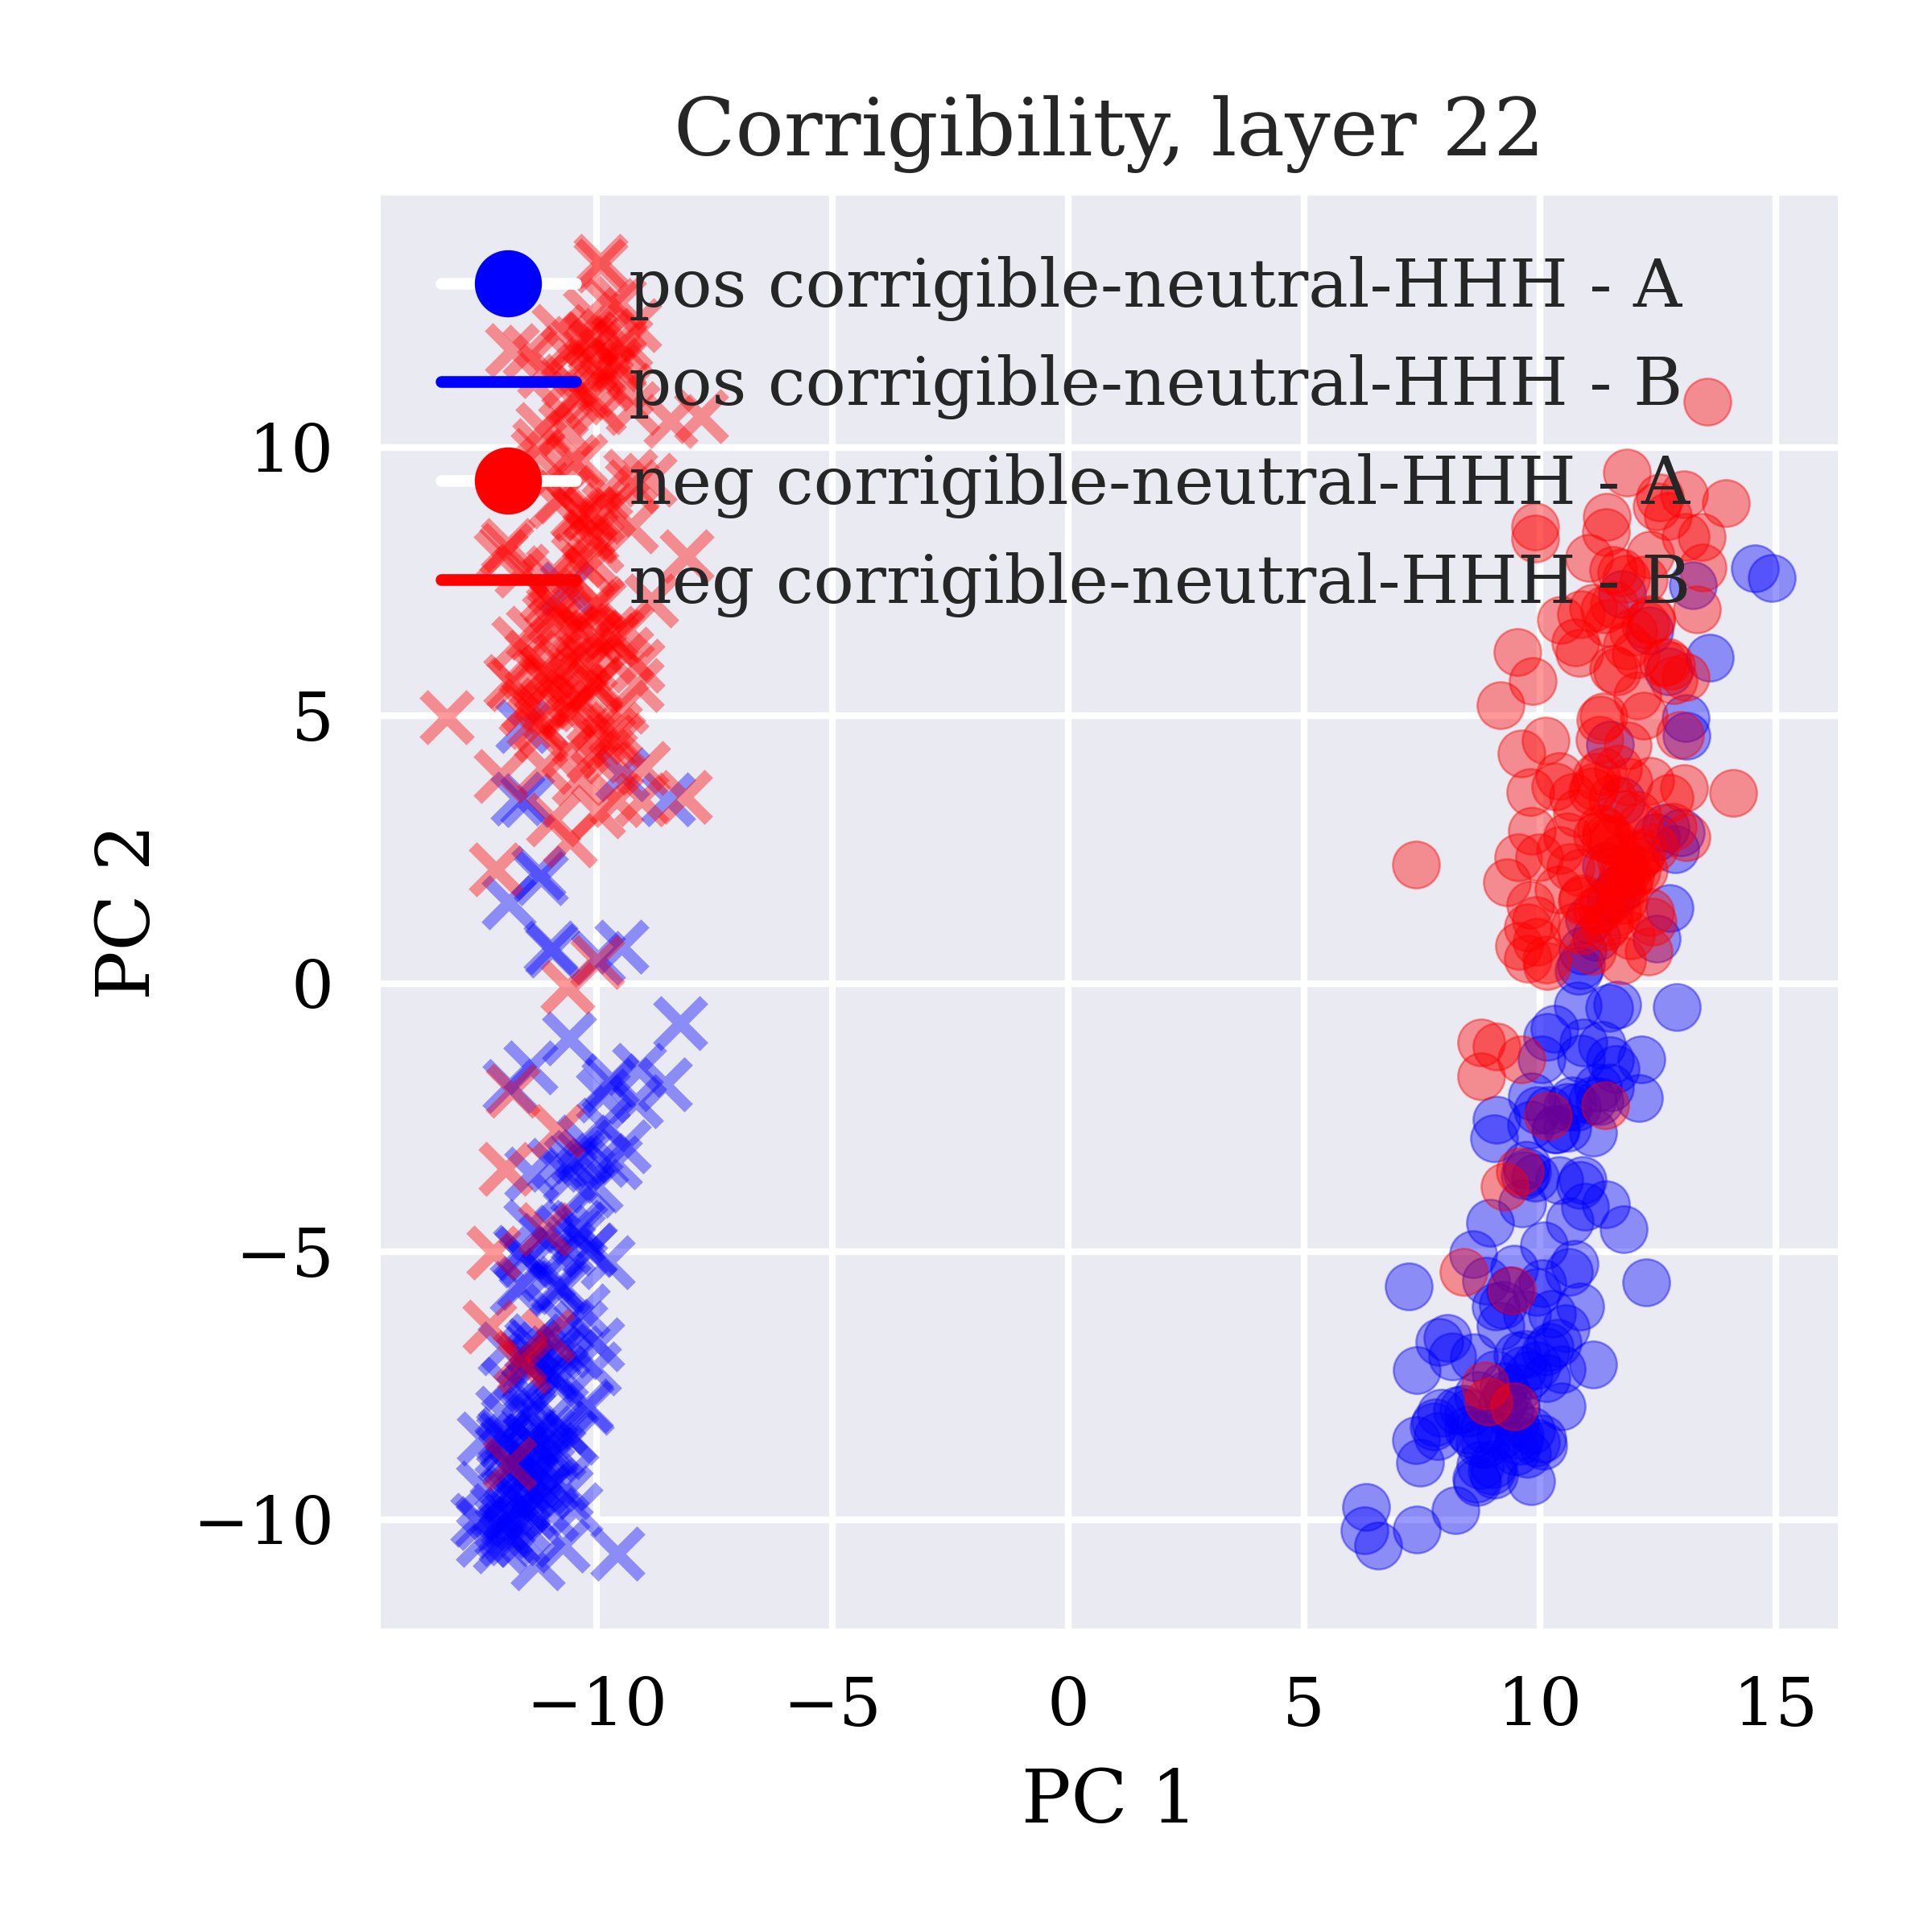 Corrigibility, layer 22
pos corrigible-neutral-HHH - A
pos corrigible-neutral-HHH - B
neg corrigible-neutral-HHH - A
neg corrigible-neutral-HHH - B
10
5
0
−5
−10
PC 2
−10 −5 0 5 10 15
PC 1